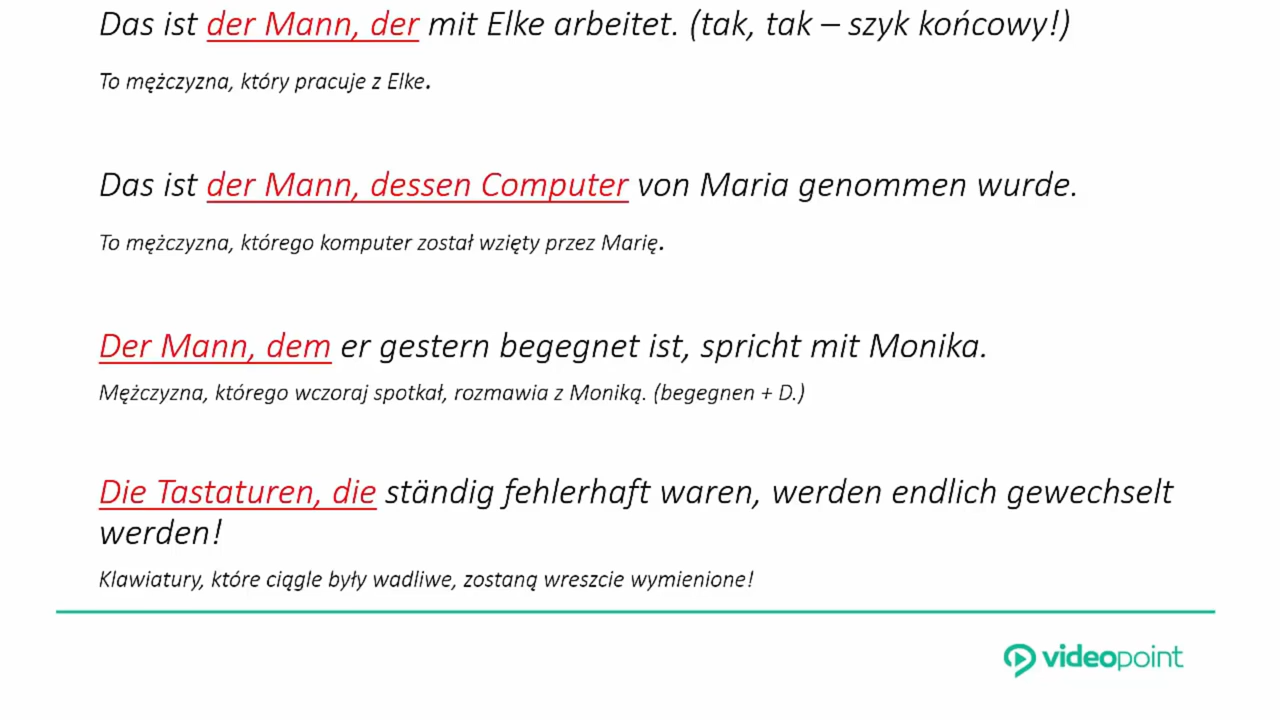 Das ist der Mann, der mit Elke arbeitet. (tak, tak – szyk końcowy!)
To mężczyzna, który pracuje z Elke.
Das ist der Mann, dessen Computer von Maria genommen wurde.
To mężczyzna, którego komputer został wzięty przez Marię.
Der Mann, dem er gestern begegnet ist, spricht mit Monika.
Mężczyzna, którego wczoraj spotkał, rozmawia z Moniką. (begegnen + D.)
Die Tastaturen, die ständig fehlerhaft waren, werden endlich gewechselt
werden!
Klawiatury, które ciągle były wadliwe, zostaną wreszcie wymienione!
videopoint